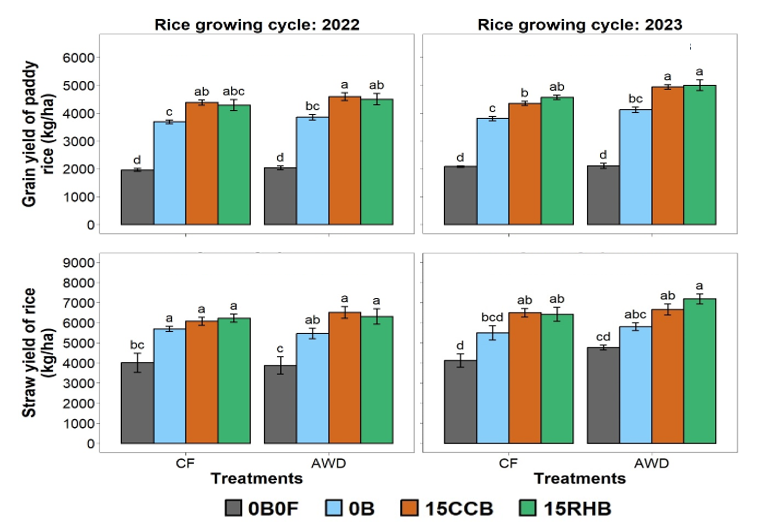 Rice growing cycle: 2022
Rice growing cycle: 2023
Grain yield of paddy
rice (kg/ha)
6000
5000
4000
3000
2000
1000
0
d
c
ab
abc
d
bc
a
ab
d
c
b
ab
d
bc
a
a
Straw yield of rice
(kg/ha)
9000
8000
7000
6000
5000
4000
3000
2000
1000
0
bc
a
a
a
c
ab
a
a
d
bcd
ab
ab
cd
abc
ab
a
CF
AWD
CF
AWD
Treatments
Treatments
0B0F
0B
15CCB
15RHB